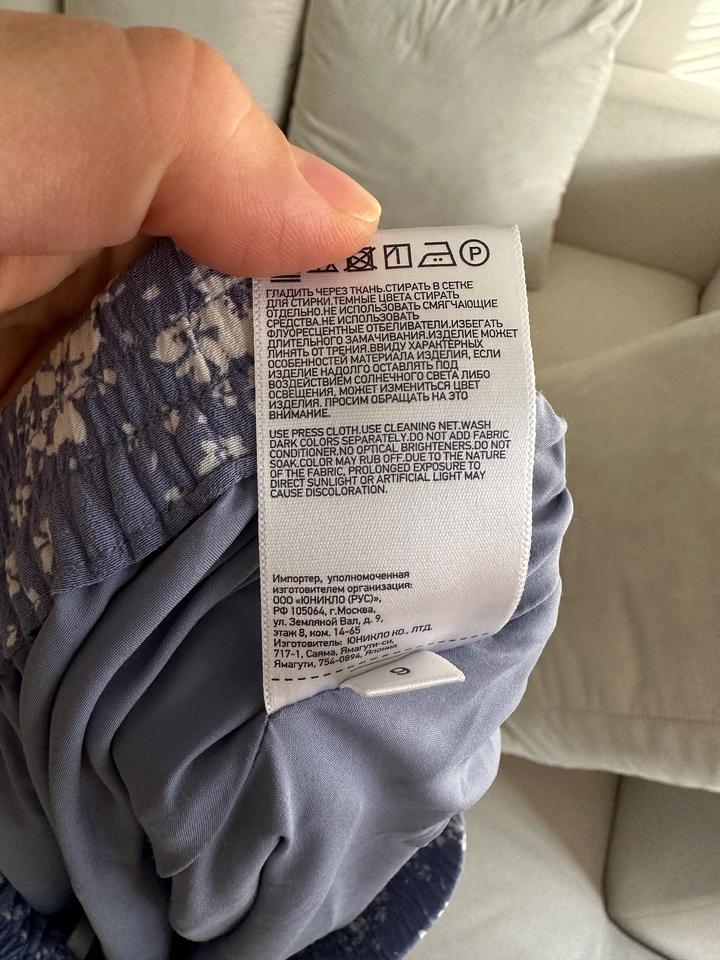 P
ГЛАДИТЬ ЧЕРЕЗ ТКАНЬ.СТИРАТЬ В СЕТКЕ
ДЛЯ СТИРКИ.ТЕМНЫЕ ЦВЕТА СТИРАТЬ
ОТДЕЛЬНО.НЕ ИСПОЛЬЗОВАТЬ СМЯГЧАЮЩИЕ
СРЕДСТВА.НЕ ИСПОЛЬЗОВАТЬ
ФЛУОРЕСЦЕНТНЫЕ ОТБЕЛИВАТЕЛИ.ИЗБЕГАТЬ
ДЛИТЕЛЬНОГО ЗАМАЧИВАНИЯ.ИЗДЕЛИЕ МОЖЕТ
ЛИНЯТЬ ОТ ТРЕНИЯ.ВВИДУ ХАРАКТЕРНЫХ
ОСОБЕННОСТЕЙ МАТЕРИАЛА ИЗДЕЛИЯ, ЕСЛИ
ИЗДЕЛИЕ НАДОЛГО ОСТАВЛЯТЬ ПОД
ВОЗДЕЙСТВИЕМ СОЛНЕЧНОГО СВЕТА ЛИБО
ОСВЕЩЕНИЯ, МОЖЕТ ИЗМЕНИТЬСЯ ЦВЕТ
ИЗДЕЛИЯ. ПРОСИМ ОБРАЩАТЬ НА ЭТО
ВНИМАНИЕ.
USE PRESS CLOTH.USE CLEANING NET.WASH
DARK COLORS SEPARATELY.DO NOT ADD FABRIC
CONDITIONER.NO OPTICAL BRIGHTENERS.DO NOT
SOAK.COLOR MAY RUB OFF.DUE TO THE NATURE
OF THE FABRIC, PROLONGED EXPOSURE TO
DIRECT SUNLIGHT OR ARTIFICIAL LIGHT MAY
CAUSE DISCOLORATION.
Импортер, уполномоченная
изготовителем организация:
ООО «ЮНИКЛО (РУС)»,
РФ 105064, г.Москва,
ул. Земляной Вал, д. 9,
этаж 8, ком. 14-65
Изготовитель: ЮНИКЛО КО., ЛТД.
717-1, Саяма, Ямагути-си,
Ямагути, 754-0894, Япония